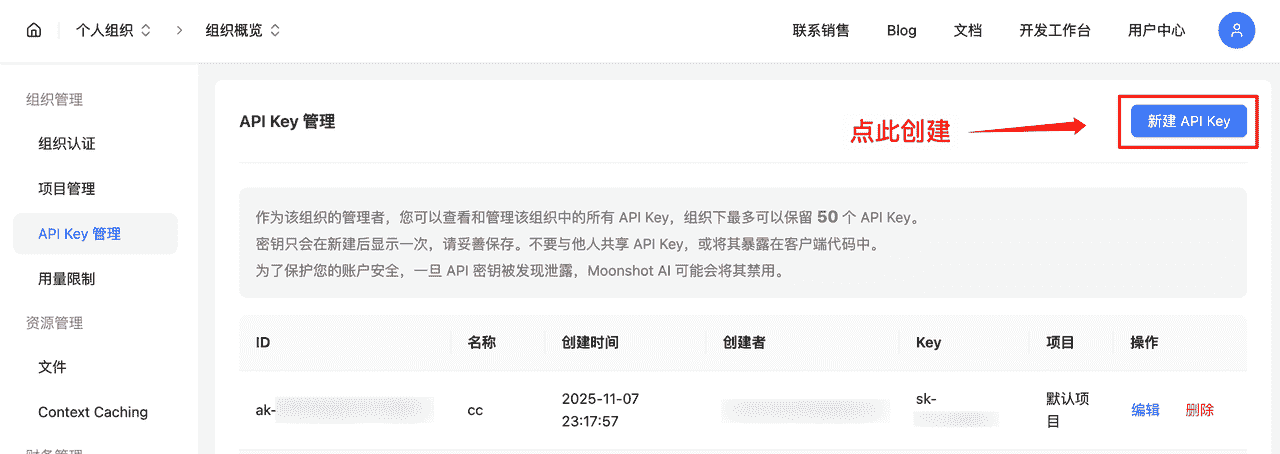 个人组织 组织概览 联系销售 Blog 文档 开发工作台 用户中心
组织管理
组织认证
项目管理
API Key 管理
用量限制
资源管理
文件
Context Caching
财务管理
API Key 管理
点此创建
新建 API Key
作为该组织的管理者，您可以查看和管理该组织中的所有 API Key，组织下最多可以保留 50 个 API Key。
密钥只会在新建后显示一次，请妥善保存。不要与他人共享 API Key，或将其暴露在客户端代码中。
为了保护您的账户安全，一旦 API 密钥被发现泄露，Moonshot AI 可能会将其禁用。
ID 名称 创建时间 创建者 Key 项目 操作
ak- cc 2025-11-07 sk- 默认项 编辑 删除
23:17:57 目